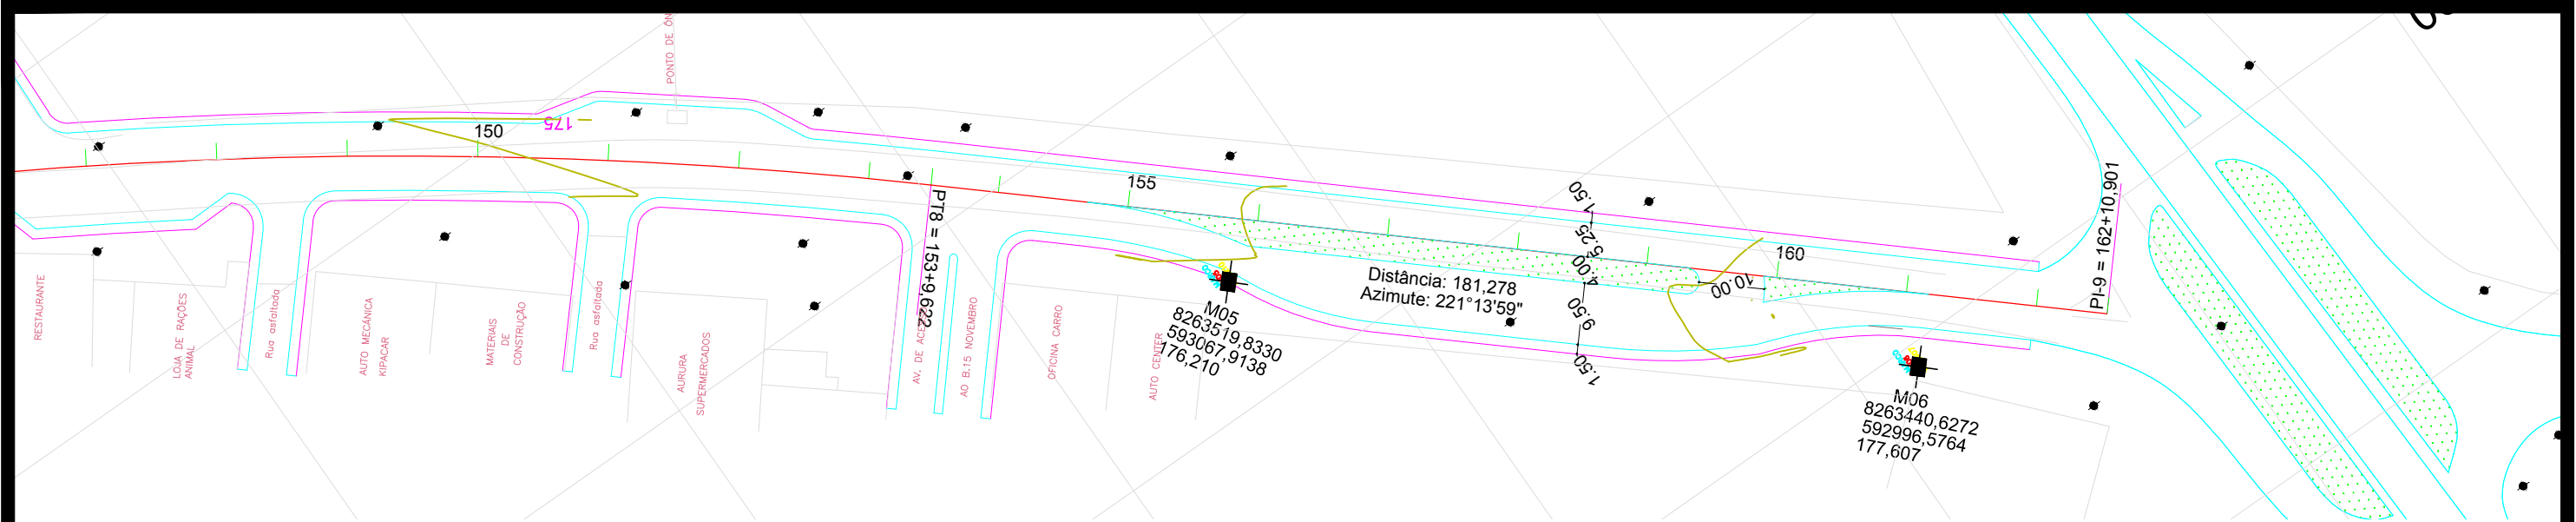 PONTO DE ÔN
150
175
155
160
1.50
5.25
4.00
9.50
1.50
10.00
PT8 = 153+9,622
PI-9 = 162+10,901
Distância: 181,278
Azimute: 221°13'59"
M05
8263519,8330
593067,9138
176,210
M06
8263440,6272
592996,5764
177,607
RESTAURANTE
LOJA DE RAÇÕES
ANIMAL
Rua asfaltada
AUTO MECÂNICA
KIPACAR
MATERIAIS
DE
CONSTRUÇÃO
Rua asfaltada
AURURA
SUPERMERCADOS
AV. DE ACE
AO B.15 NOVEMBRO
OFICINA CARRO
AUTO CENTER